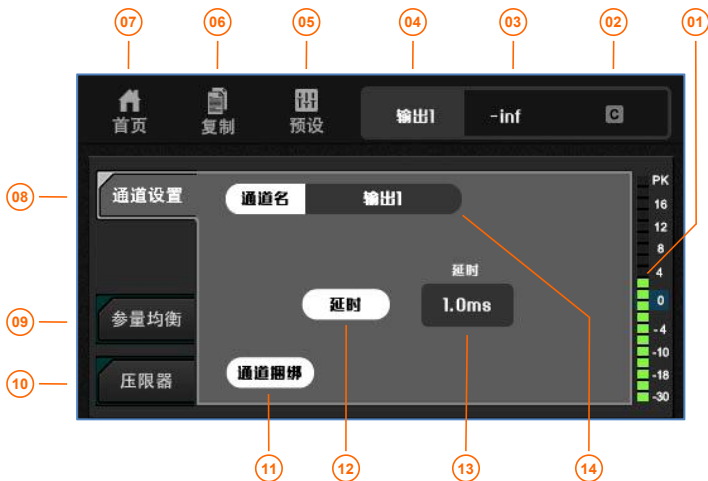 07 06 05 04 03 02 01
首页 复制 预设 输出1 -inf C
08 通道设置 通道名 输出1
09 参量均衡
10 压限器
延时
延时 1.0ms
通道捆绑
PK
16
12
8
4
0
-4
-10
-18
-30
11 12 13 14